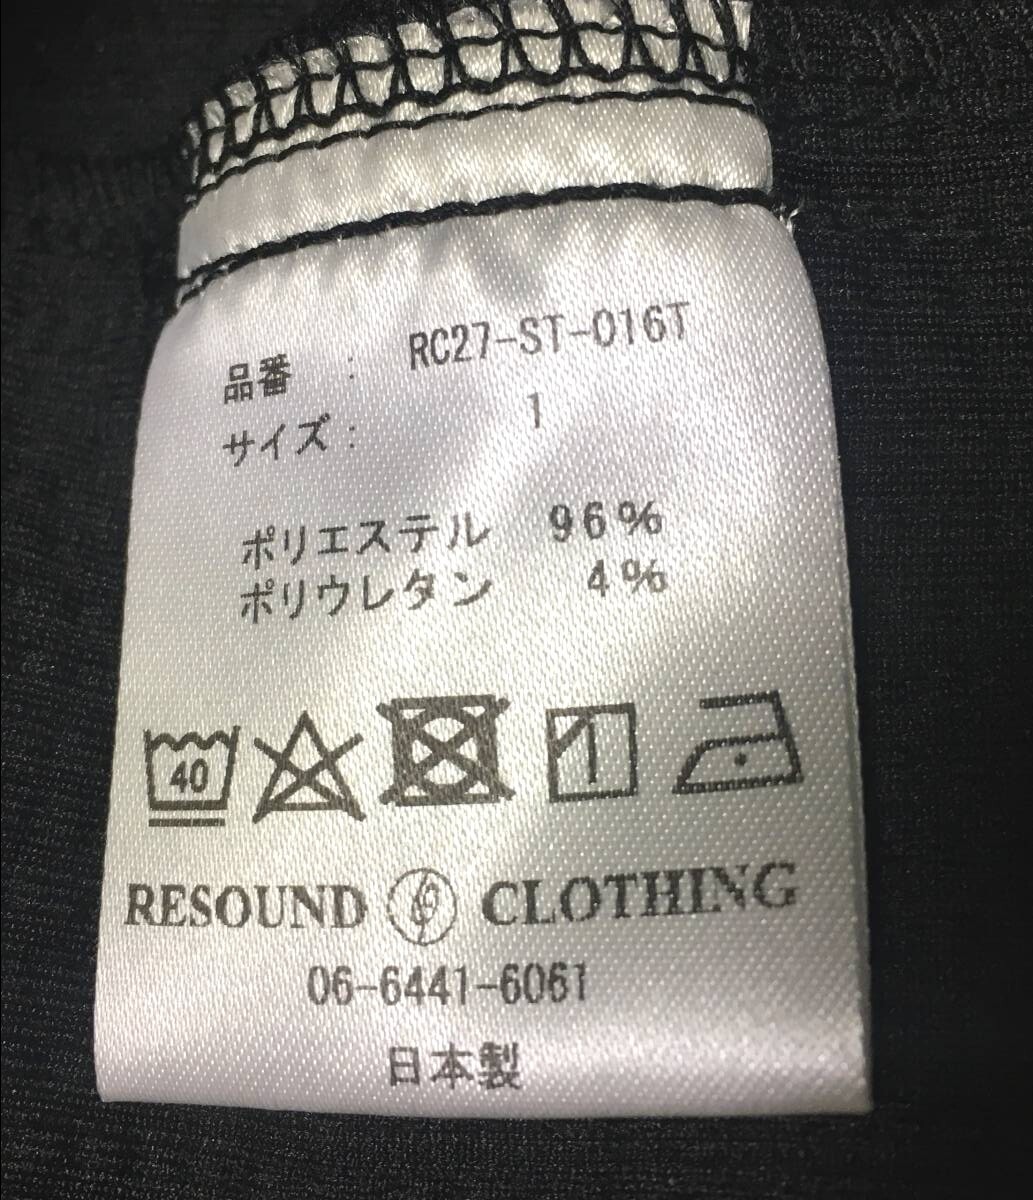 品番 : RC27-ST-016T
サイズ: 1
ポリエステル 96%
ポリウレタン 4%
40
RESOUND CLOTHING
06-6441-6061
日本製